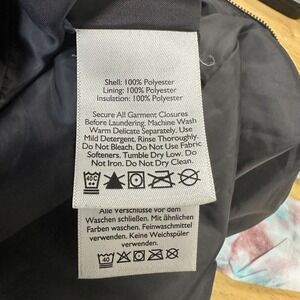 Shell: 100% Polyester
Lining: 100% Polyester
Insulation: 100% Polyester
Secure All Garment Closures
Before Laundering. Machine Wash
Warm Delicate Separately. Use
Mild Detergent. Rinse Thoroughly.
Do Not Bleach. Do Not Use Fabric
Softeners. Tumble Dry Low. Do
Not Iron. Do Not Dry Clean.
40C
Alle Verschlüsse vor dem
Waschen schließen. Mit ähnlichen
Farben waschen. Feinwaschmittel
verwenden. Keine Weichspüler
verwenden.
40